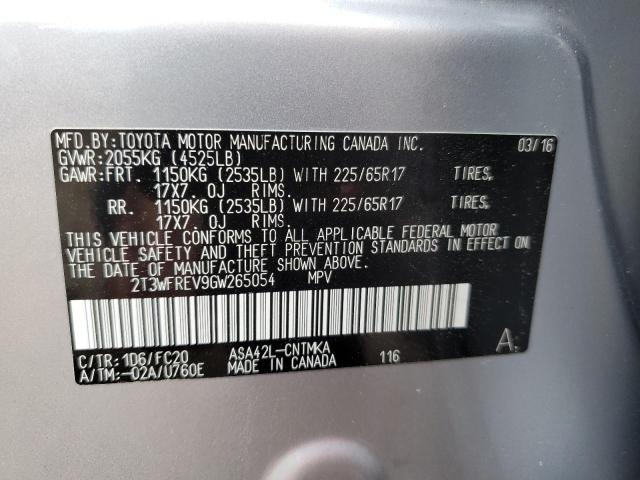 MFD.BY:TOYOTA MOTOR MANUFACTURING CANADA INC. 03/16
GVWR:2055KG (4525LB)
GAWR:FRT. 1150KG (2535LB) WITH 225/65R17 TIRES,
17X7. 0J RIMS.
RR. 1150KG (2535LB) WITH 225/65R17 TIRES,
17X7. 0J RIMS.
THIS VEHICLE CONFORMS TO ALL APPLICABLE FEDERAL MOTOR
VEHICLE SAFETY AND THEFT PREVENTION STANDARDS IN EFFECT ON
THE DATE OF MANUFACTURE SHOWN ABOVE.
2T3WFREV9GW265054 MPV
C/TR:1D6/FC20 ASA42L-CNTMKA 116 A.
A/TM:-02A/U760E MADE IN CANADA